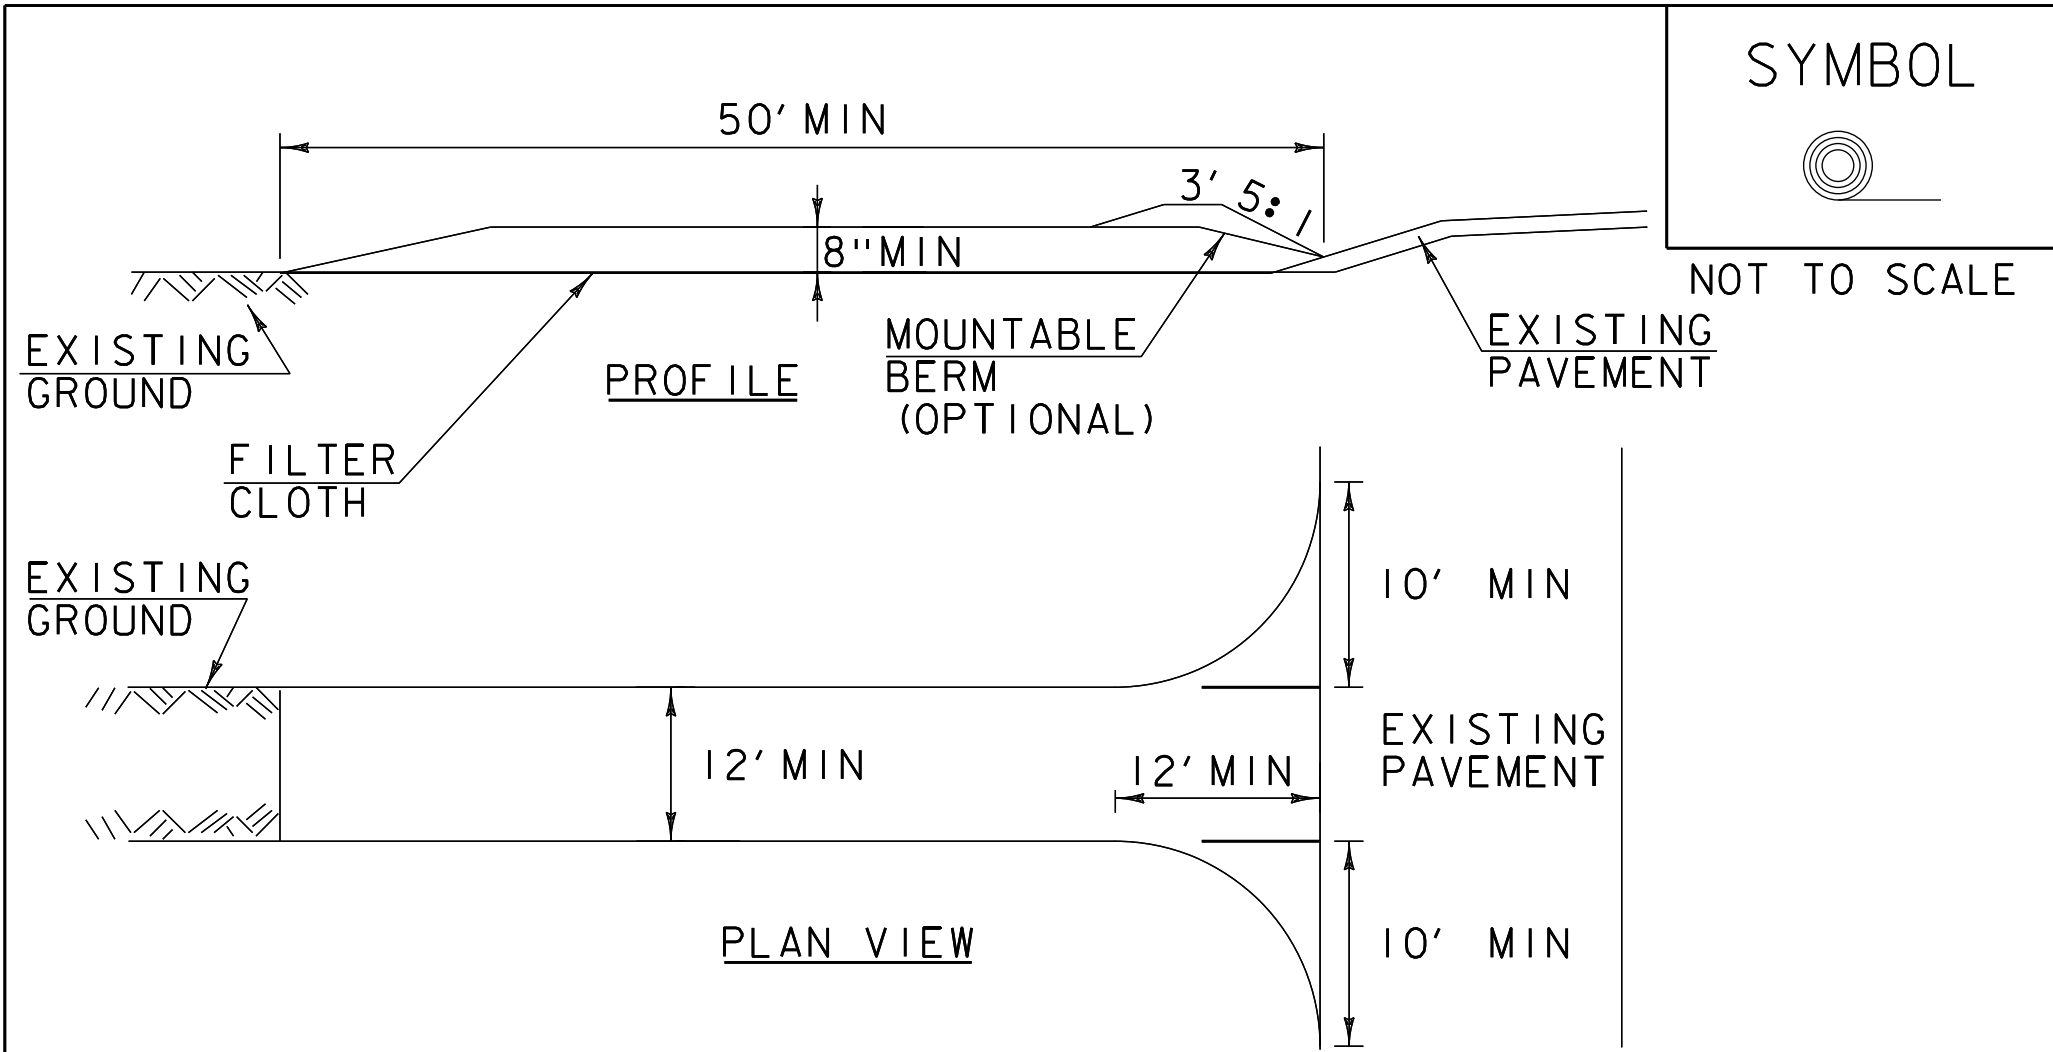 SYMBOL
50' MIN
3' 5:1
8" MIN
NOT TO SCALE
EXISTING
GROUND
PROFILE
MOUNTABLE
BERM
(OPTIONAL)
EXISTING
PAVEMENT
FILTER
CLOTH
EXISTING
GROUND
10' MIN
12' MIN
12' MIN
EXISTING
PAVEMENT
PLAN VIEW
10' MIN